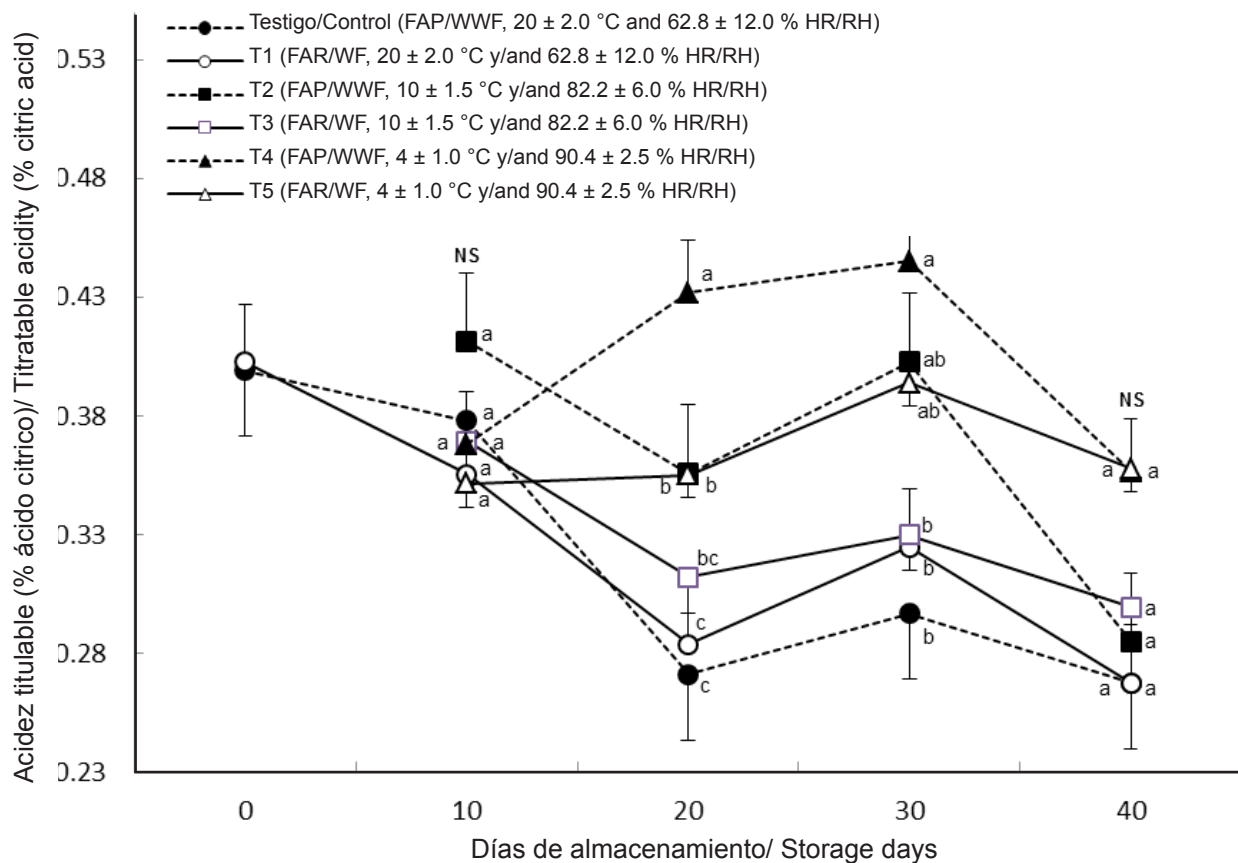 Acidez titulable (% ácido cítrico)/ Titratable acidity (% citric acid)
Testigo/Control (FAP/WWF, 20 ± 2.0 °C and 62.8 ± 12.0 % HR/RH)
T1 (FAR/WF, 20 ± 2.0 °C y/and 62.8 ± 12.0 % HR/RH)
T2 (FAP/WWF, 10 ± 1.5 °C y/and 82.2 ± 6.0 % HR/RH)
T3 (FAR/WF, 10 ± 1.5 °C y/and 82.2 ± 6.0 % HR/RH)
T4 (FAP/WWF, 4 ± 1.0 °C y/and 90.4 ± 2.5 % HR/RH)
T5 (FAR/WF, 4 ± 1.0 °C y/and 90.4 ± 2.5 % HR/RH)
0.53
0.48
0.43
0.38
0.33
0.28
0.23
NS
a
a
a a
a
a
a
b b
bc
c
c
a
ab
ab
b
b
b
NS
a a
a
a
a a
0 10 20 30 40
Días de almacenamiento/ Storage days